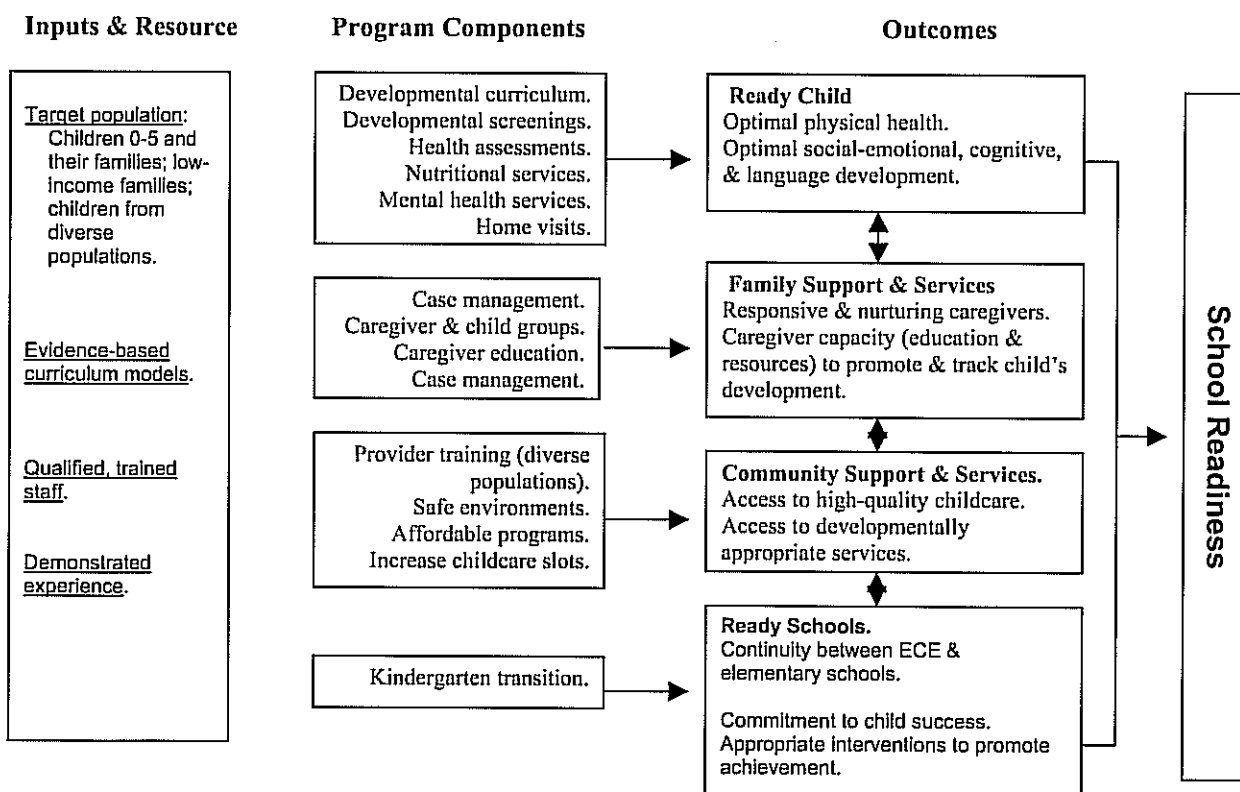 Inputs & Resource
Program Components
Outcomes
Target population:
Children 0-5 and
their families; low-
income families;
children from
diverse
populations.
Evidence-based
curriculum models.
Qualified, trained
staff.
Demonstrated
experience.
Developmental curriculum.
Developmental screenings.
Health assessments.
Nutritional services.
Mental health services.
Home visits.
Case management.
Caregiver & child groups.
Caregiver education.
Case management.
Provider training (diverse
populations).
Safe environments.
Affordable programs.
Increase childcare slots.
Kindergarten transition.
Ready Child
Optimal physical health.
Optimal social-emotional, cognitive,
& language development.
Family Support & Services
Responsive & nurturing caregivers.
Caregiver capacity (education &
resources) to promote & track child's
development.
Community Support & Services.
Access to high-quality childcare.
Access to developmentally
appropriate services.
Ready Schools.
Continuity between ECE &
elementary schools.
Commitment to child success.
Appropriate interventions to promote
achievement.
School Readiness